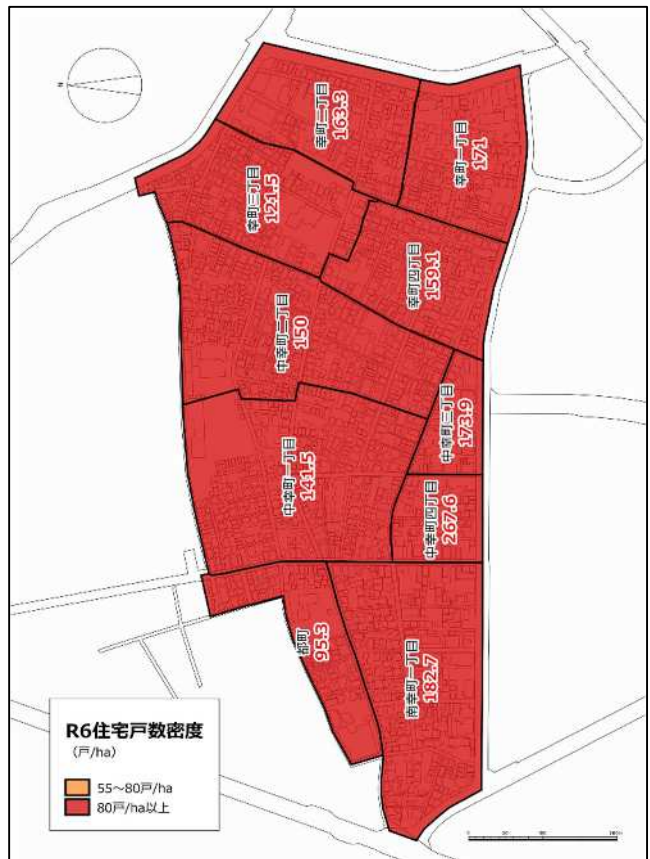 幸町二丁目
163.3
幸町一丁目
171
幸町三丁目
121.5
幸町四丁目
159.1
中幸町二丁目
150
中幸町三丁目
173.9
中幸町一丁目
141.5
中幸町四丁目
267.6
都町
95.3
南幸町一丁目
182.7
R6住宅戸数密度
(戸/ha)
55～80戸/ha
80戸/ha以上